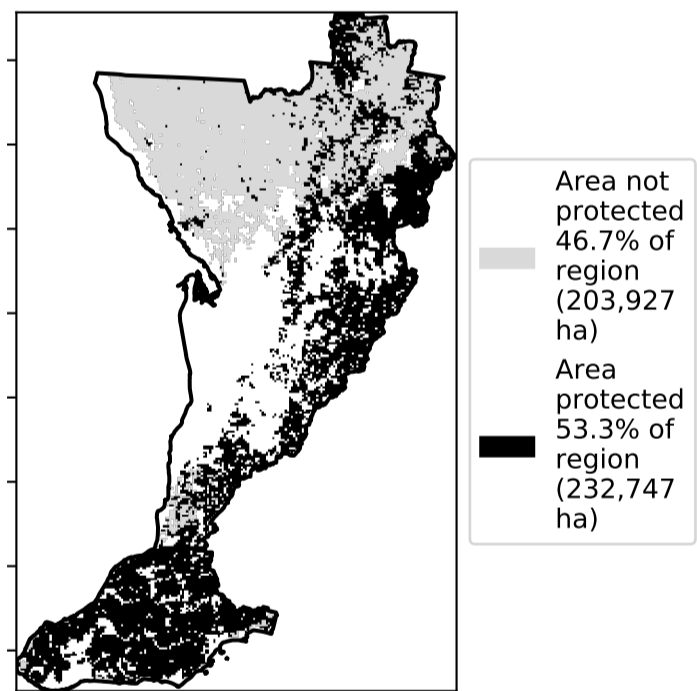 Area not
protected
46.7% of
region
(203,927
ha)
Area
protected
53.3% of
region
(232,747
ha)